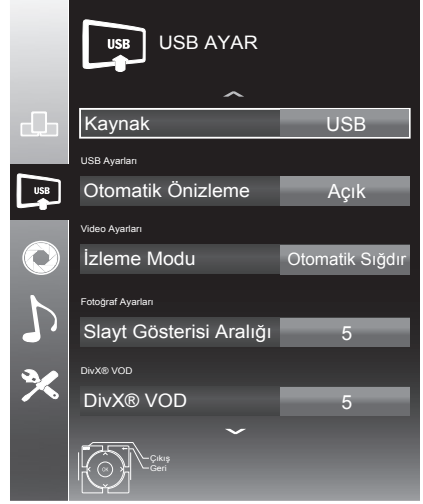 USB
USB AYAR
Kaynak
USB
USB Ayarları
USB
Otomatik Önizleme
Açık
Video Ayarları
İzleme Modu
Otomatik Sığdır
Fotoğraf Ayarları
Slayt Gösterisi Aralığı
5
DivX® VOD
DivX® VOD
5
OK
Çıkış
Geri